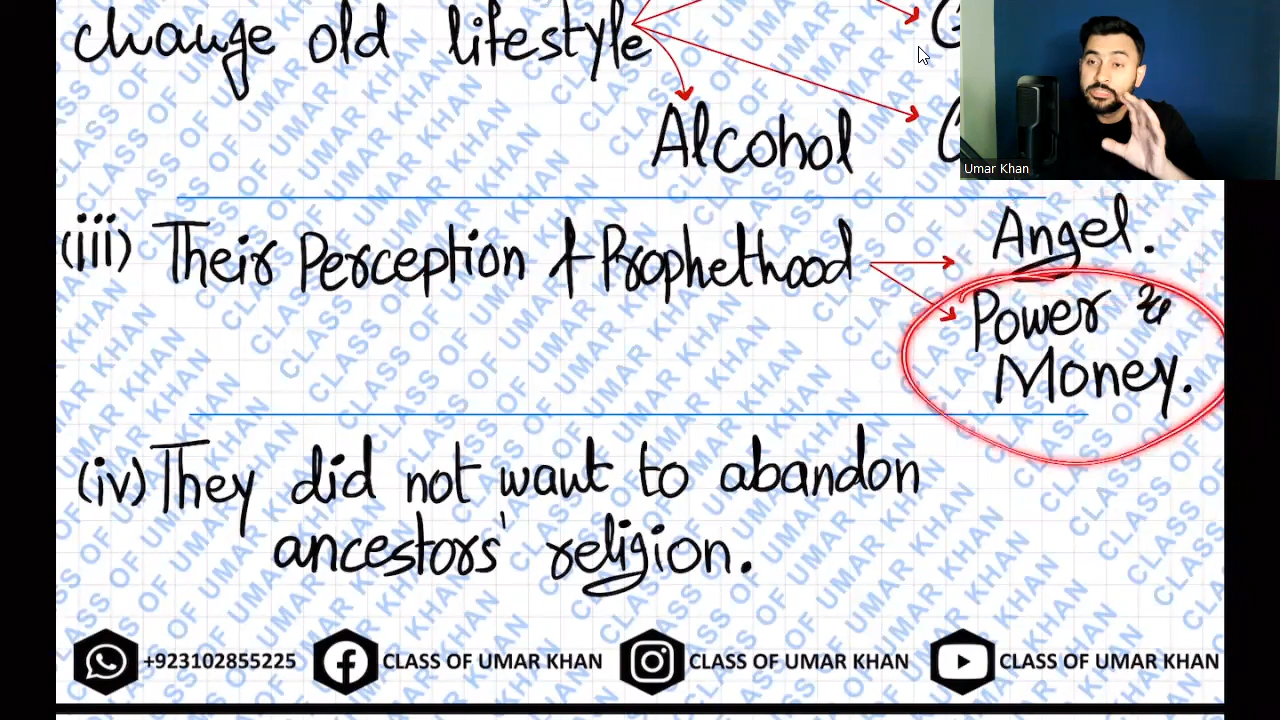 change old lifestyle
Alcohol
Umar Khan
(iii) Their Perception of Prophethood
Angel.
Power &
Money.
(iv) They did not want to abandon
ancestors' religion.
+923102855225 CLASS OF UMAR KHAN CLASS OF UMAR KHAN CLASS OF UMAR KHAN